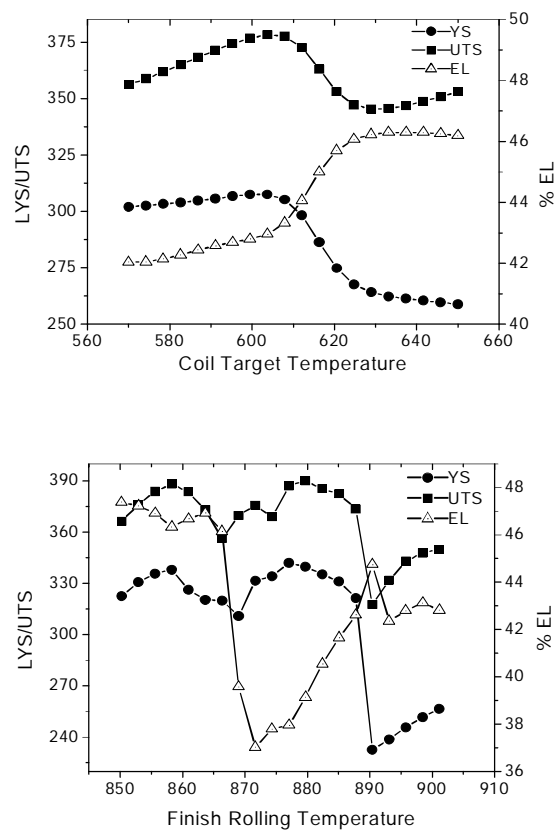 375
350
325
300
275
250
LYS/UTS
50
48
46
44
42
40
% EL
YS
UTS
EL
560 580 600 620 640 660
Coil Target Temperature
390
360
330
300
270
240
LYS/UTS
48
46
44
42
40
38
36
% EL
YS
UTS
EL
850 860 870 880 890 900 910
Finish Rolling Temperature